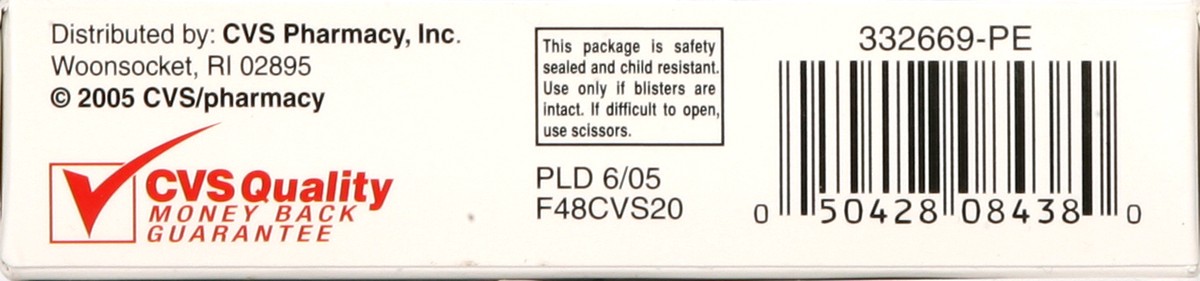 Distributed by: CVS Pharmacy, Inc.
Woonsocket, RI 02895
© 2005 CVS/pharmacy
CVS Quality
MONEY BACK
GUARANTEE
This package is safety
sealed and child resistant.
Use only if blisters are
intact. If difficult to open,
use scissors.
PLD 6/05
F48CVS20
332669-PE
0 50428 08438 0